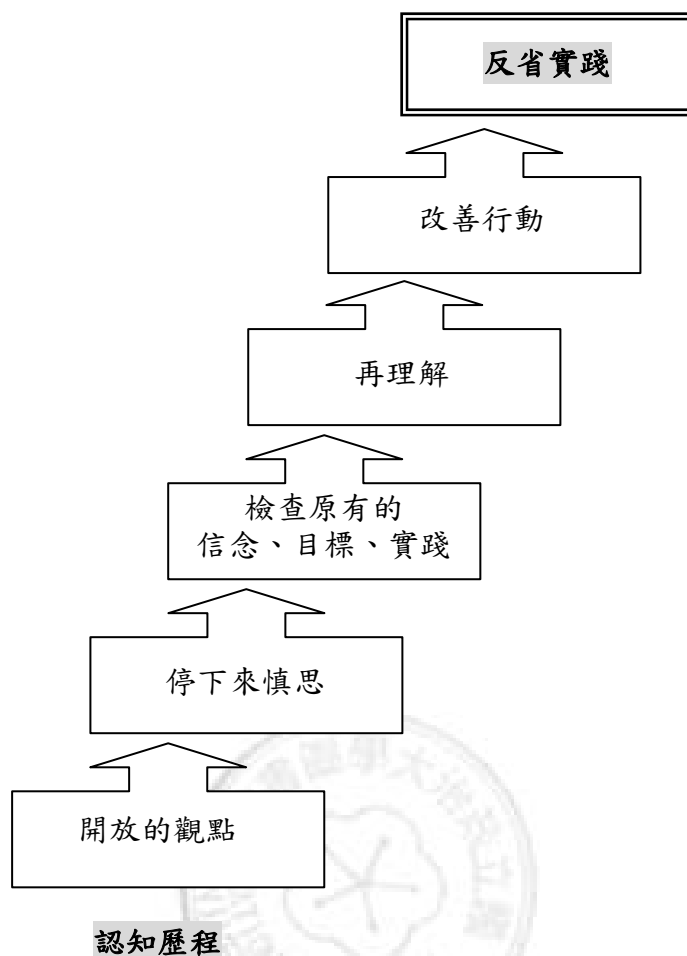 反省實踐
改善行動
再理解
檢查原有的
信念、目標、實踐
停下來慎思
開放的觀點
認知歷程